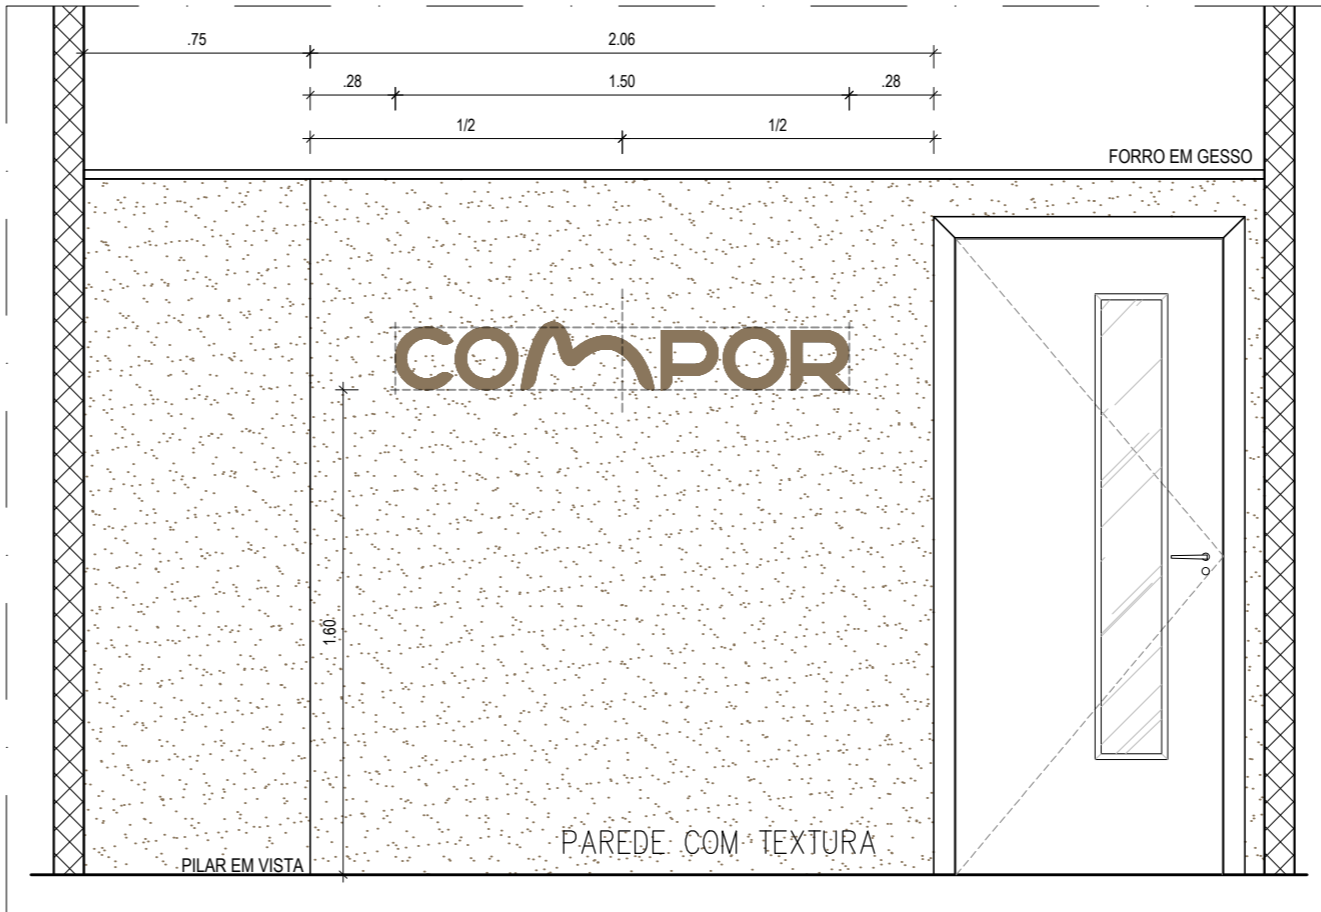 .75
2.06
.28
1.50
.28
1/2
1/2
FORRO EM GESSO
COMPOR
1.60
PAREDE COM TEXTURA
PILAR EM VISTA